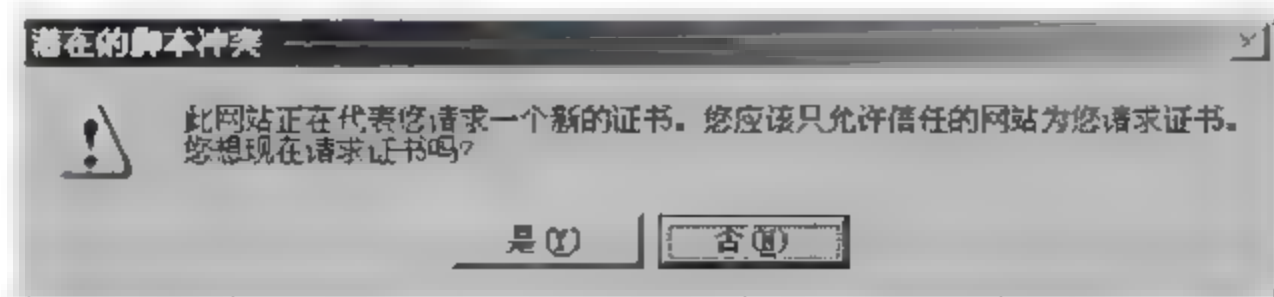 潜在的脚本冲突
此网站正在代表您请求一个新的证书。您应该只允许信任的网站为您请求证书。
您想现在请求证书吗?
是(Y) 否(N)